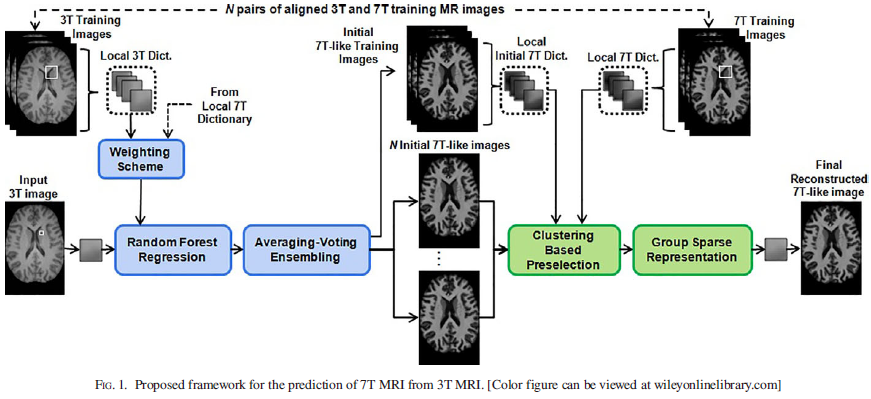 N pairs of aligned 3T and 7T training MR images
3T Training
Images
Local 3T Dict.
From
Local 7T
Dictionary
Initial
7T-like Training
Images
Local
Initial 7T Dict.
Local 7T Dict.
7T Training
Images
Weighting
Scheme
N Initial 7T-like images
Input
3T image
Random Forest
Regression
Averaging-Voting
Ensembling
Clustering
Based
Preselection
Group Sparse
Representation
Final
Reconstructed
7T-like image
FIG. 1. Proposed framework for the prediction of 7T MRI from 3T MRI. [Color figure can be viewed at wileyonlinelibrary.com]